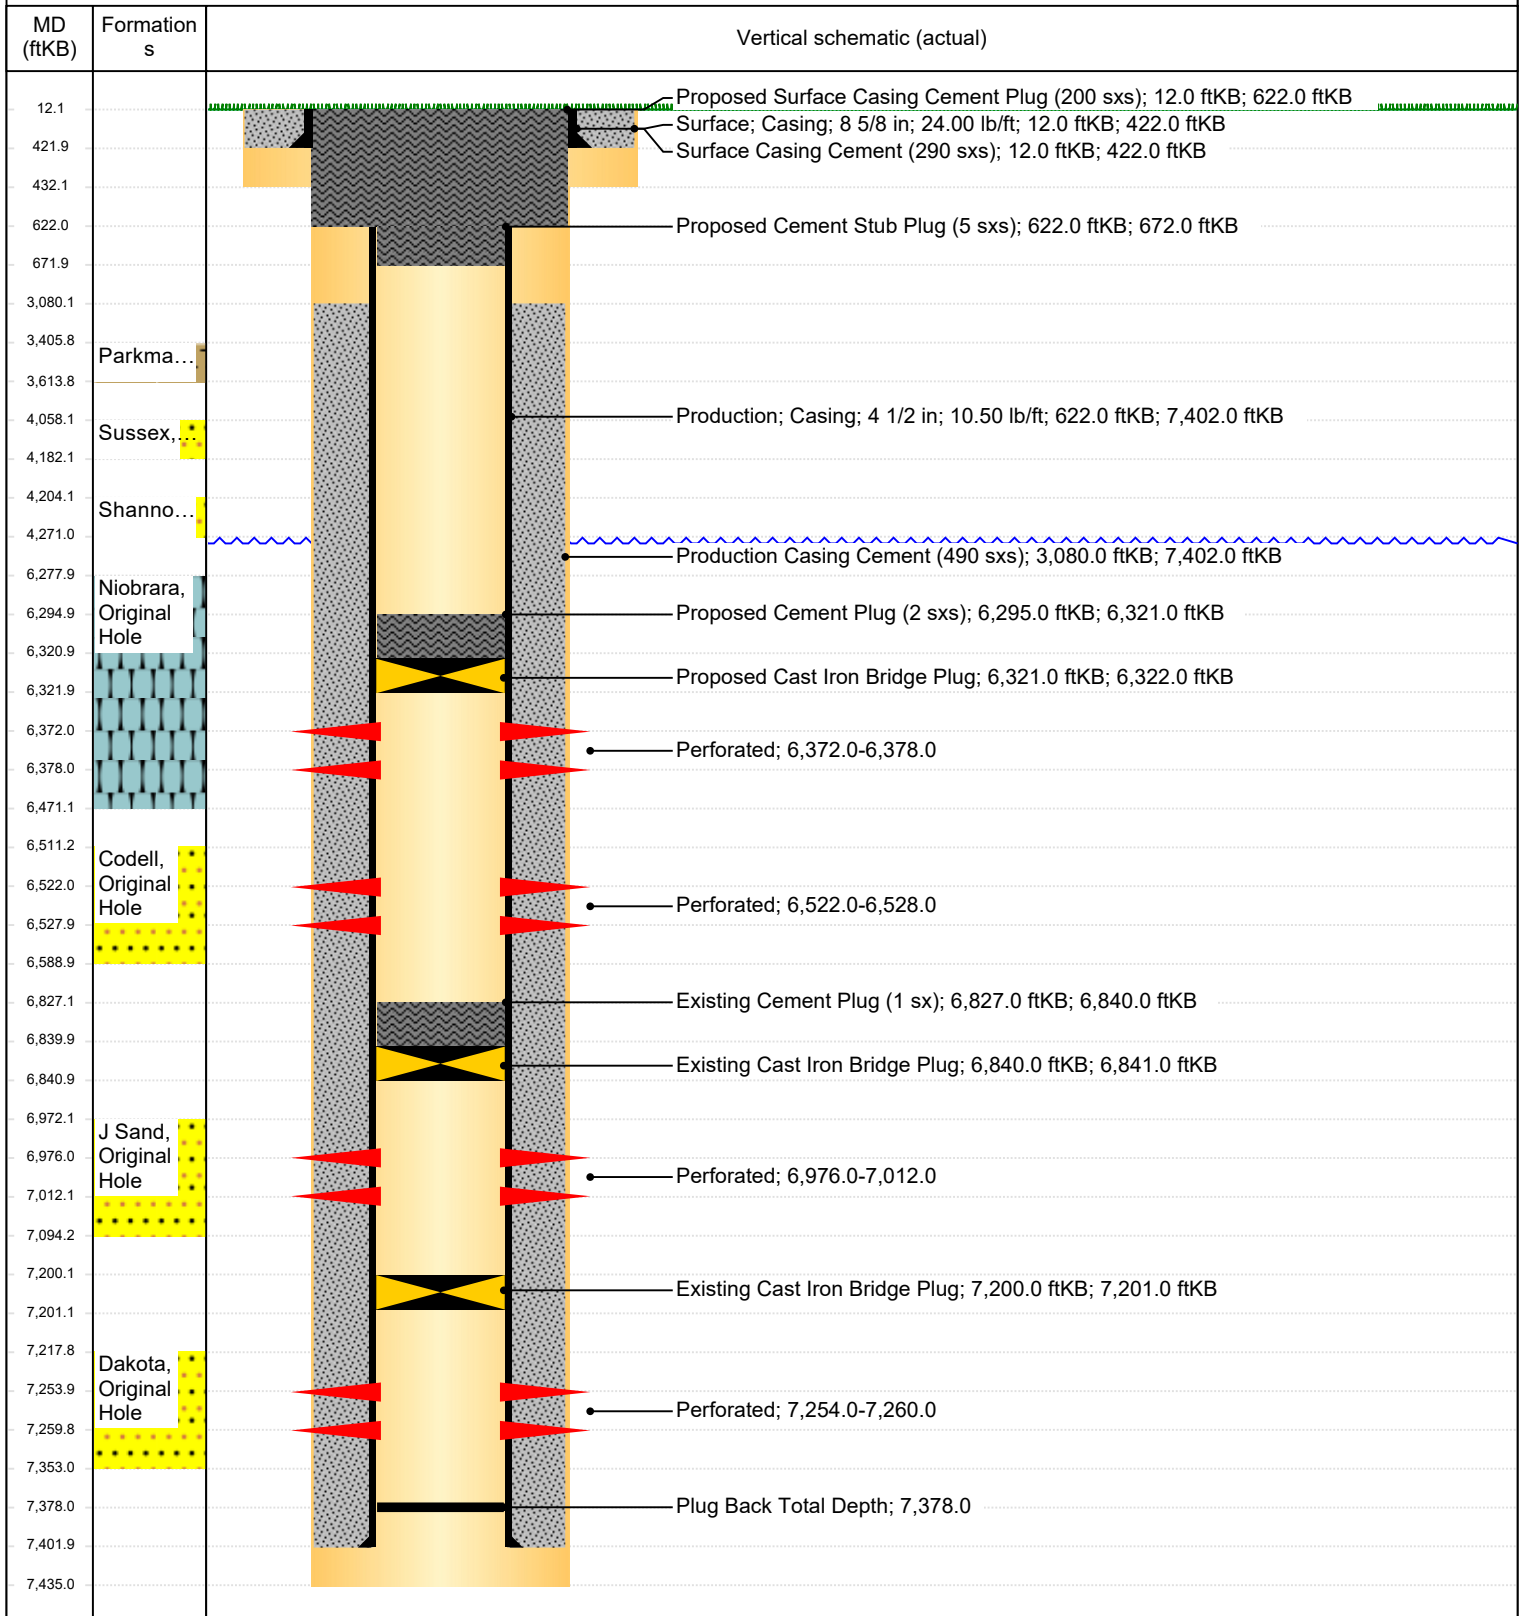 MD
(ftKB)
Formation
s
Vertical schematic (actual)
12.1
Proposed Surface Casing Cement Plug (200 sxs); 12.0 ftKB; 622.0 ftKB
Surface; Casing; 8 5/8 in; 24.00 lb/ft; 12.0 ftKB; 422.0 ftKB
421.9
Surface Casing Cement (290 sxs); 12.0 ftKB; 422.0 ftKB
432.1
622.0
Proposed Cement Stub Plug (5 sxs); 622.0 ftKB; 672.0 ftKB
671.9
3,080.1
3,405.8
Parkma…
3,613.8
4,058.1
Production; Casing; 4 1/2 in; 10.50 lb/ft; 622.0 ftKB; 7,402.0 ftKB
Sussex,…
4,182.1
4,204.1
Shanno…
4,271.0
Production Casing Cement (490 sxs); 3,080.0 ftKB; 7,402.0 ftKB
6,277.9
Niobrara,
Original
Hole
6,294.9
Proposed Cement Plug (2 sxs); 6,295.0 ftKB; 6,321.0 ftKB
6,320.9
Proposed Cast Iron Bridge Plug; 6,321.0 ftKB; 6,322.0 ftKB
6,321.9
6,372.0
Perforated; 6,372.0-6,378.0
6,378.0
6,471.1
6,511.2
Codell,
Original
Hole
6,522.0
Perforated; 6,522.0-6,528.0
6,527.9
6,588.9
6,827.1
Existing Cement Plug (1 sx); 6,827.0 ftKB; 6,840.0 ftKB
6,839.9
Existing Cast Iron Bridge Plug; 6,840.0 ftKB; 6,841.0 ftKB
6,840.9
6,972.1
J Sand,
Original
Hole
6,976.0
Perforated; 6,976.0-7,012.0
7,012.1
7,094.2
7,200.1
Existing Cast Iron Bridge Plug; 7,200.0 ftKB; 7,201.0 ftKB
7,201.1
7,217.8
Dakota,
Original
Hole
7,253.9
Perforated; 7,254.0-7,260.0
7,259.8
7,353.0
7,378.0
Plug Back Total Depth; 7,378.0
7,401.9
7,435.0